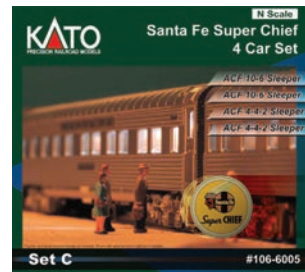 N Scale
KATO
PRECISION RAILROAD MODELS
Santa Fe Super Chief
4 Car Set
ACF 10-6 Sleeper
ACF 10-6 Sleeper
ACF 4-4-2 Sleeper
ACF 4-4-2 Sleeper
Super CHIEF
Set C
#106-6005